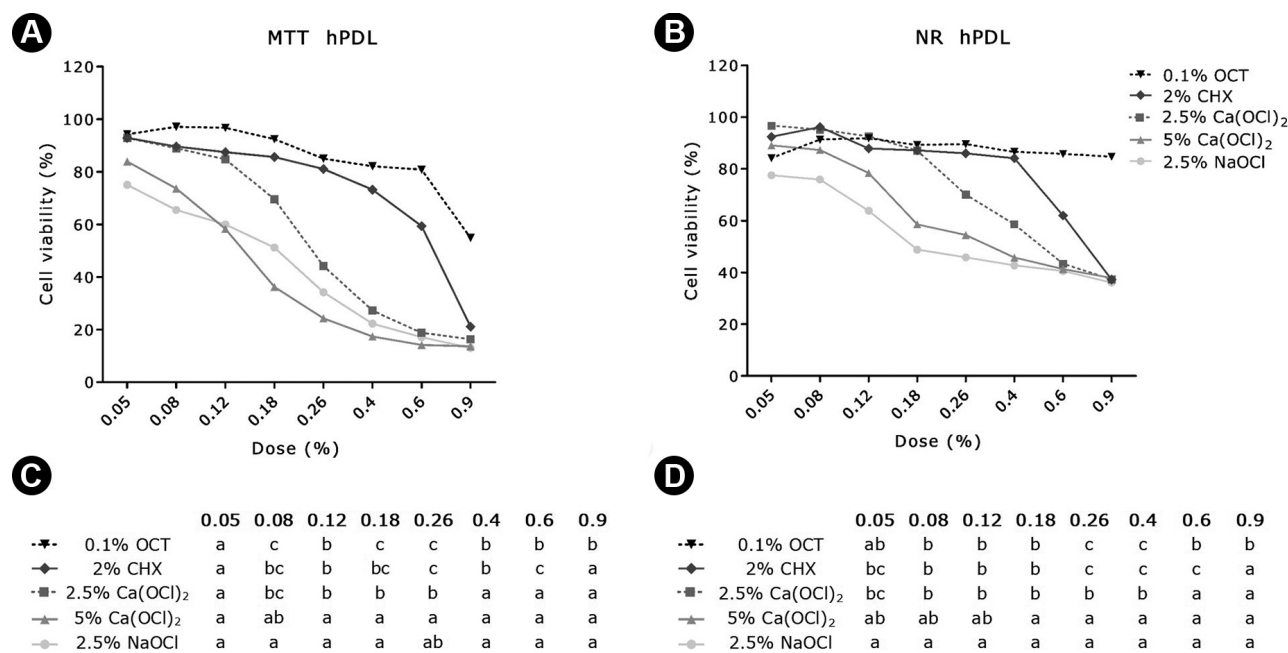 A
MTT hPDL
120
100
80
60
40
20
0
Cell viability (%)
0.05 0.08 0.12 0.18 0.26 0.4 0.6 0.9
Dose (%)
B
NR hPDL
120
100
80
60
40
20
0
Cell viability (%)
0.05 0.08 0.12 0.18 0.26 0.4 0.6 0.9
Dose (%)
0.1% OCT
2% CHX
2.5% Ca(OCl)2
5% Ca(OCl)2
2.5% NaOCl
C
0.05 0.08 0.12 0.18 0.26 0.4 0.6 0.9
0.1% OCT a c b c c b b b
2% CHX a bc b bc c b c a
2.5% Ca(OCl)2 a bc b b b a a a
5% Ca(OCl)2 a ab a a a a a a
2.5% NaOCl a a a a ab a a a
D
0.05 0.08 0.12 0.18 0.26 0.4 0.6 0.9
0.1% OCT ab b b b c c b b
2% CHX bc b b b c c c a
2.5% Ca(OCl)2 bc b b b b b a a
5% Ca(OCl)2 ab ab ab a a a a a
2.5% NaOCl a a a a a a a a